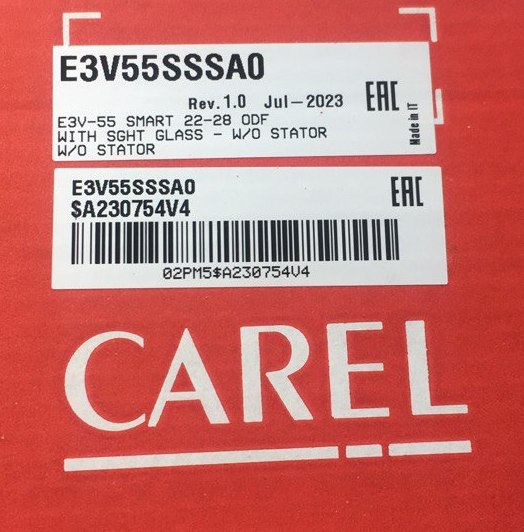 E3V55SSSA0
Rev.1.0 Jul-2023
EAC
E3V-55 SMART 22-28 ODF
WITH SGHT GLASS - W/O STATOR
W/O STATOR
Made in IT
E3V55SSSA0
EAC
$A230754V4
02PM5$A230754V4
CAREL